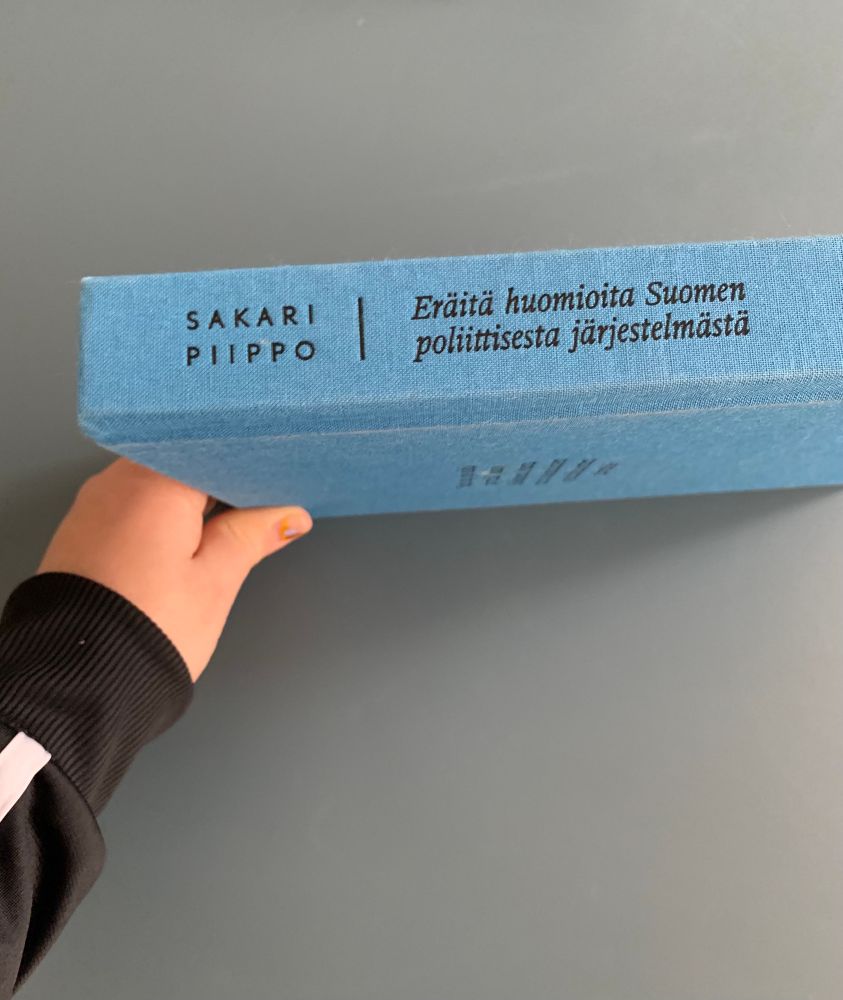 SAKARI
PIIPPO
Eräitä huomioita Suomen
poliittisesta järjestelmästä